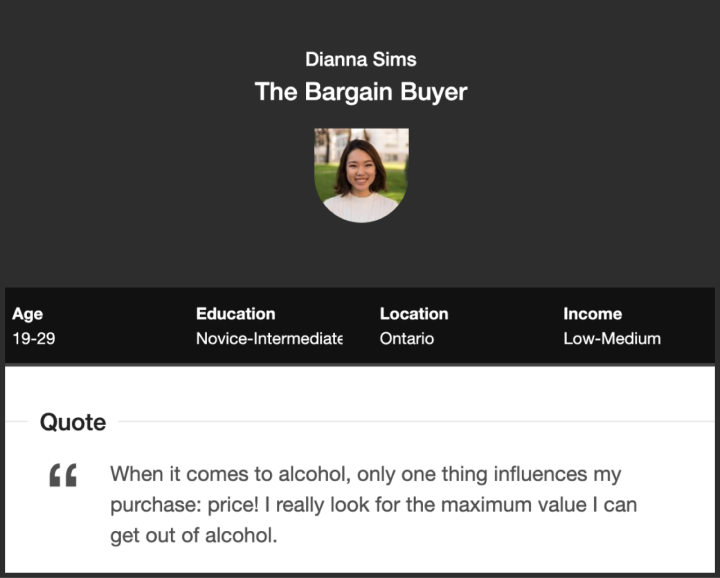 Dianna Sims
The Bargain Buyer
Age
19-29
Education
Novice-Intermediate
Location
Ontario
Income
Low-Medium
Quote
“
When it comes to alcohol, only one thing influences my
purchase: price! I really look for the maximum value I can
get out of alcohol.